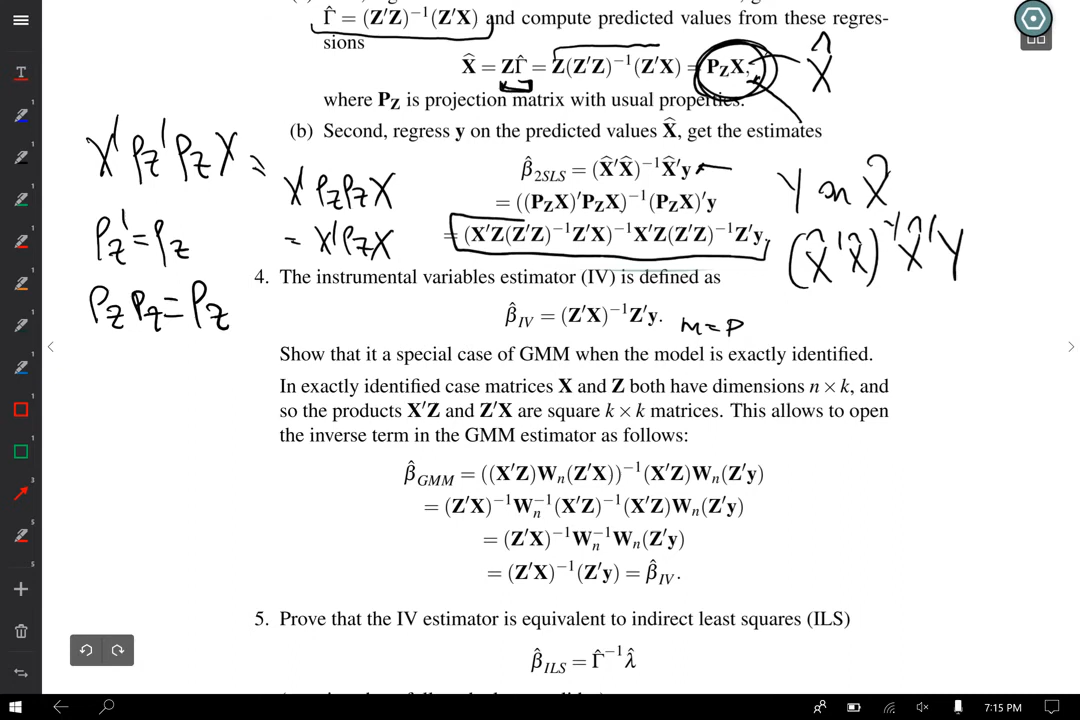 Γ̂ = (Z′Z)⁻¹(Z′X) and compute predicted values from these regres-
sions
X̂ = ZΓ̂ = Z(Z′Z)⁻¹(Z′X) = P_Z X,
X̂
where P_Z is projection matrix with usual properties.
(b) Second, regress y on the predicted values X̂, get the estimates
X′P_Z′P_Z X =
X′P_Z P_Z X
= X′P_Z X
P_Z′ = P_Z
P_Z P_Z = P_Z
β̂_2SLS = (X̂′X̂)⁻¹X̂′y
= ((P_Z X)′P_Z X)⁻¹(P_Z X)′y
= (X′Z(Z′Z)⁻¹Z′X)⁻¹X′Z(Z′Z)⁻¹Z′y.
Y on X̂
(X̂′X̂)⁻¹X̂′Y
4. The instrumental variables estimator (IV) is defined as
β̂_IV = (Z′X)⁻¹Z′y.
m = p
Show that it a special case of GMM when the model is exactly identified.
In exactly identified case matrices X and Z both have dimensions n × k, and
so the products X′Z and Z′X are square k × k matrices. This allows to open
the inverse term in the GMM estimator as follows:
β̂_GMM = ((X′Z)W_n(Z′X))⁻¹(X′Z)W_n(Z′y)
= (Z′X)⁻¹W_n⁻¹(X′Z)⁻¹(X′Z)W_n(Z′y)
= (Z′X)⁻¹W_n⁻¹W_n(Z′y)
= (Z′X)⁻¹(Z′y) = β̂_IV.
5. Prove that the IV estimator is equivalent to indirect least squares (ILS)
β̂_ILS = Γ̂⁻¹λ̂
7:15 PM